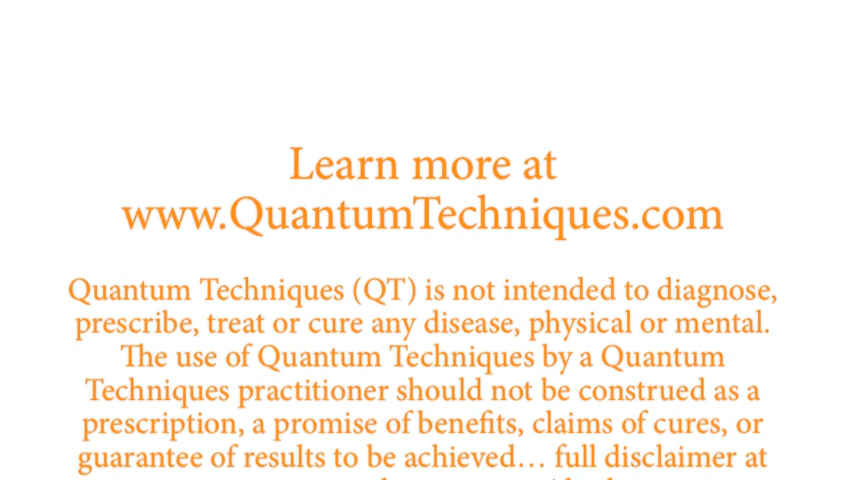 Learn more at
www.QuantumTechniques.com
Quantum Techniques (QT) is not intended to diagnose,
prescribe, treat or cure any disease, physical or mental.
The use of Quantum Techniques by a Quantum
Techniques practitioner should not be construed as a
prescription, a promise of benefits, claims of cures, or
guarantee of results to be achieved… full disclaimer at